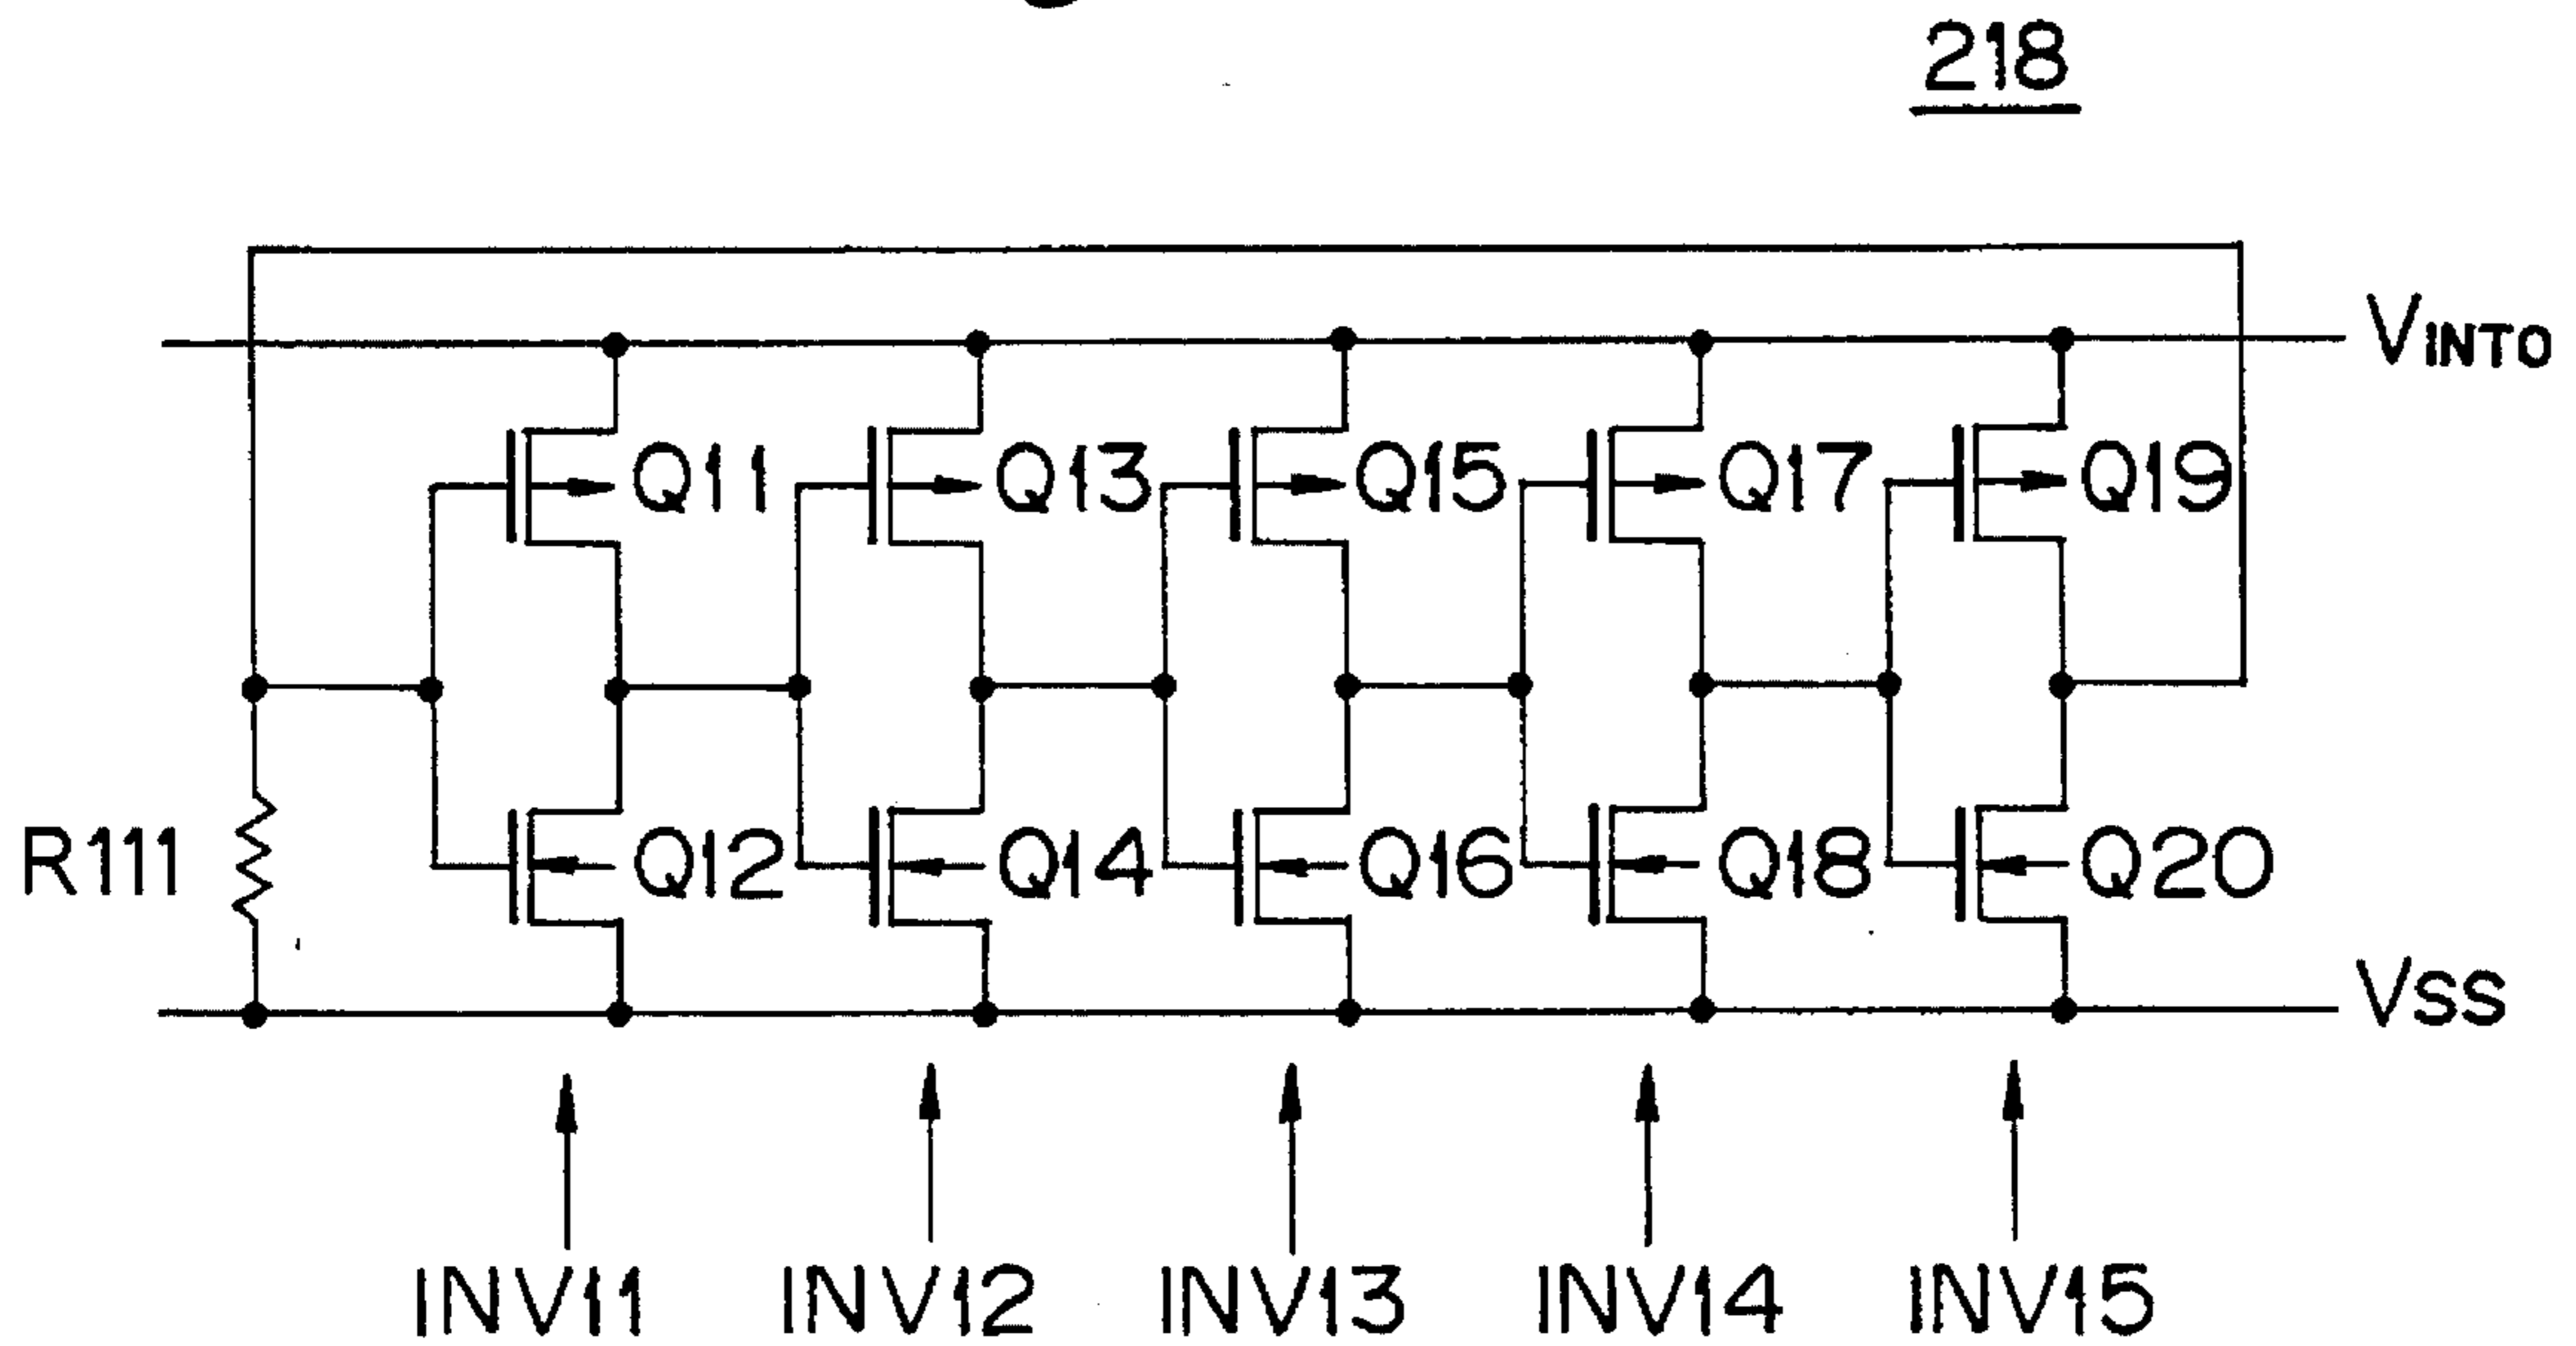 218
VINTO
Q11 Q13 Q15 Q17 Q19
R111 Q12 Q14 Q16 Q18 Q20
VSS
INV11 INV12 INV13 INV14 INV15